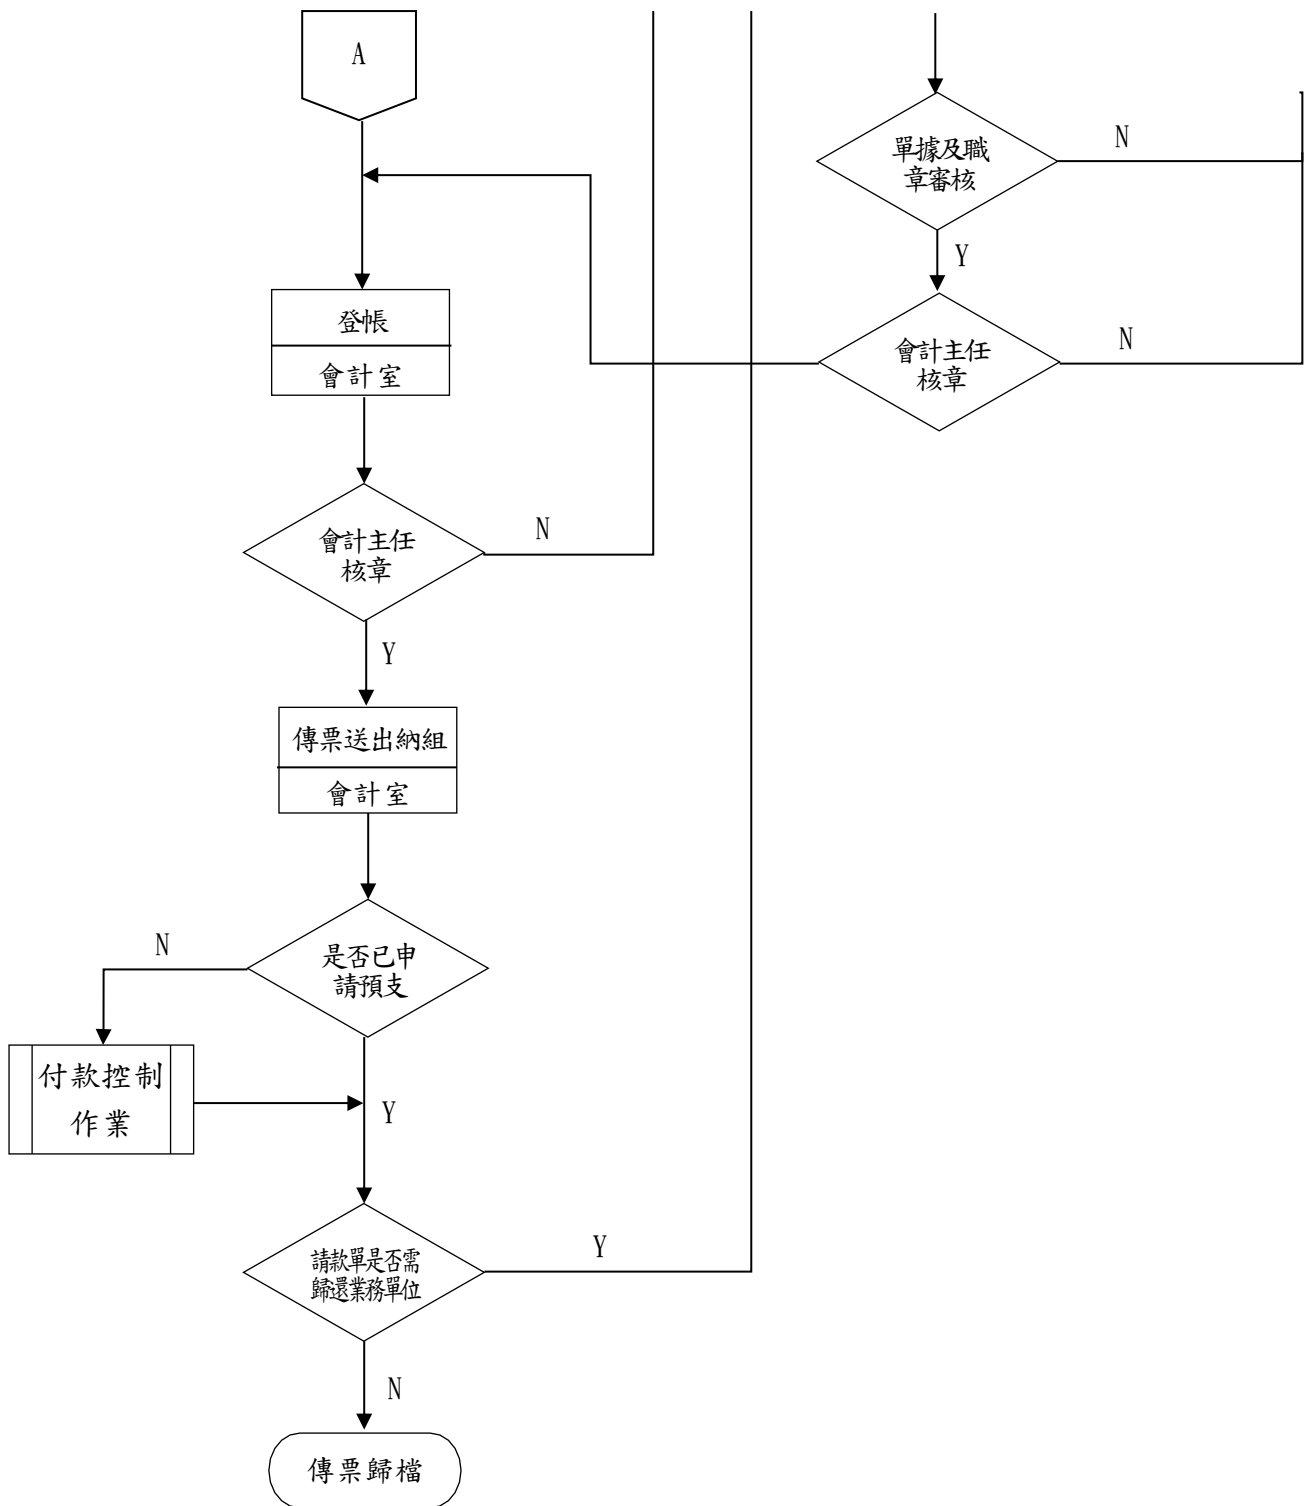 A
單據及職
章審核
N
Y
登帳
會計室
會計主任
核章
N
會計主任
核章
N
Y
傳票送出納組
會計室
是否已申
請預支
N
付款控制
作業
Y
請款單是否需
歸還業務單位
Y
N
傳票歸檔